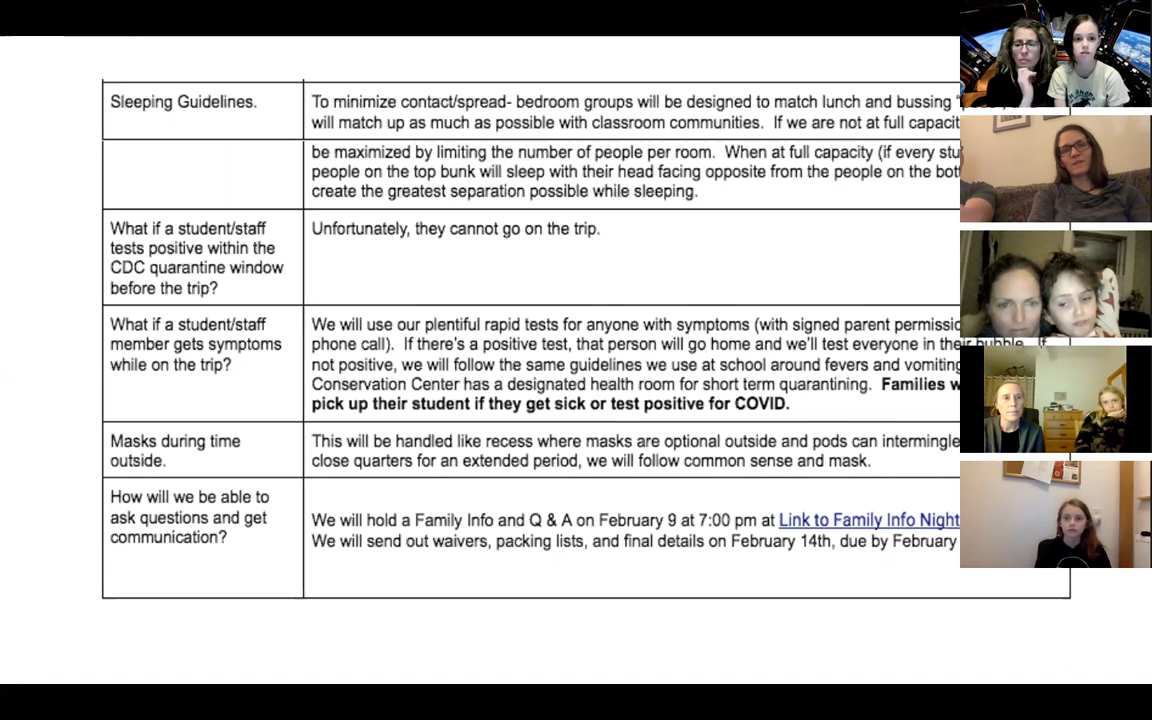 Sleeping Guidelines.
To minimize contact/spread- bedroom groups will be designed to match lunch and bussing
will match up as much as possible with classroom communities. If we are not at full
be maximized by limiting the number of people per room. When at full capacity (if every
people on the top bunk will sleep with their head facing opposite from the people on the
create the greatest separation possible while sleeping.
What if a student/staff
tests positive within the
CDC quarantine window
before the trip?
Unfortunately, they cannot go on the trip.
What if a student/staff
member gets symptoms
while on the trip?
We will use our plentiful rapid tests for anyone with symptoms (with signed parent
phone call). If there's a positive test, that person will go home and we'll test everyone in their bubble. If
not positive, we will follow the same guidelines we use at school around fevers and vomiting
Conservation Center has a designated health room for short term quarantining. Families
pick up their student if they get sick or test positive for COVID.
Masks during time
outside.
This will be handled like recess where masks are optional outside and pods can intermingle
close quarters for an extended period, we will follow common sense and mask.
How will we be able to
ask questions and get
communication?
We will hold a Family Info and Q & A on February 9 at 7:00 pm at Link to Family Info Night
We will send out waivers, packing lists, and final details on February 14th, due by February